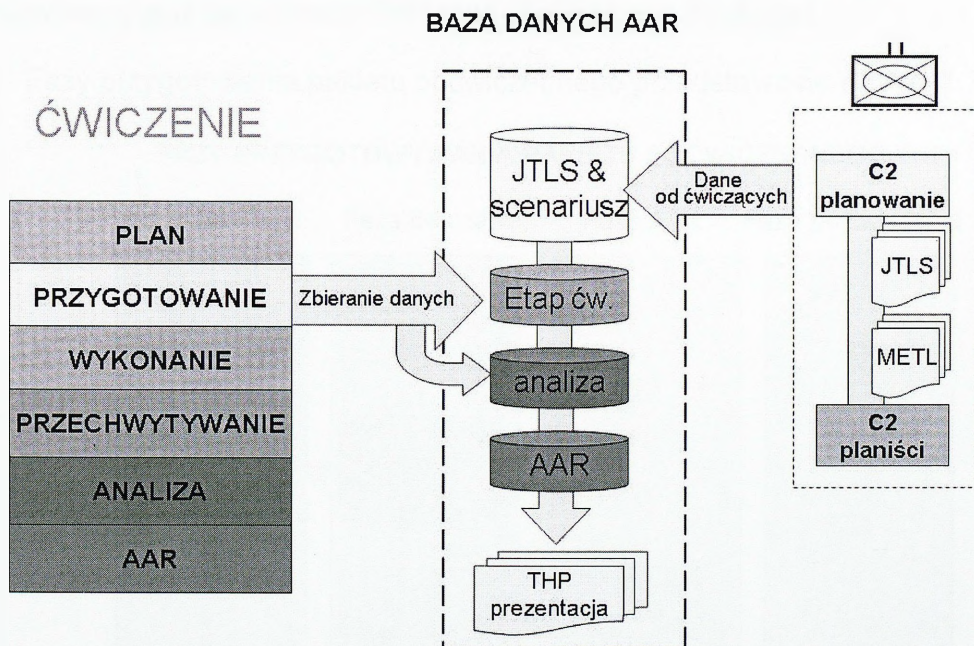 BAZA DANYCH AAR
ĆWICZENIE
PLAN
PRZYGOTOWANIE
WYKONANIE
PRZECHWYTYWANIE
ANALIZA
AAR
Zbieranie danych
JTLS &
scenariusz
Etap ćw.
analiza
AAR
THP
prezentacja
Dane
od ćwiczących
C2
planowanie
JTLS
METL
C2
planiści